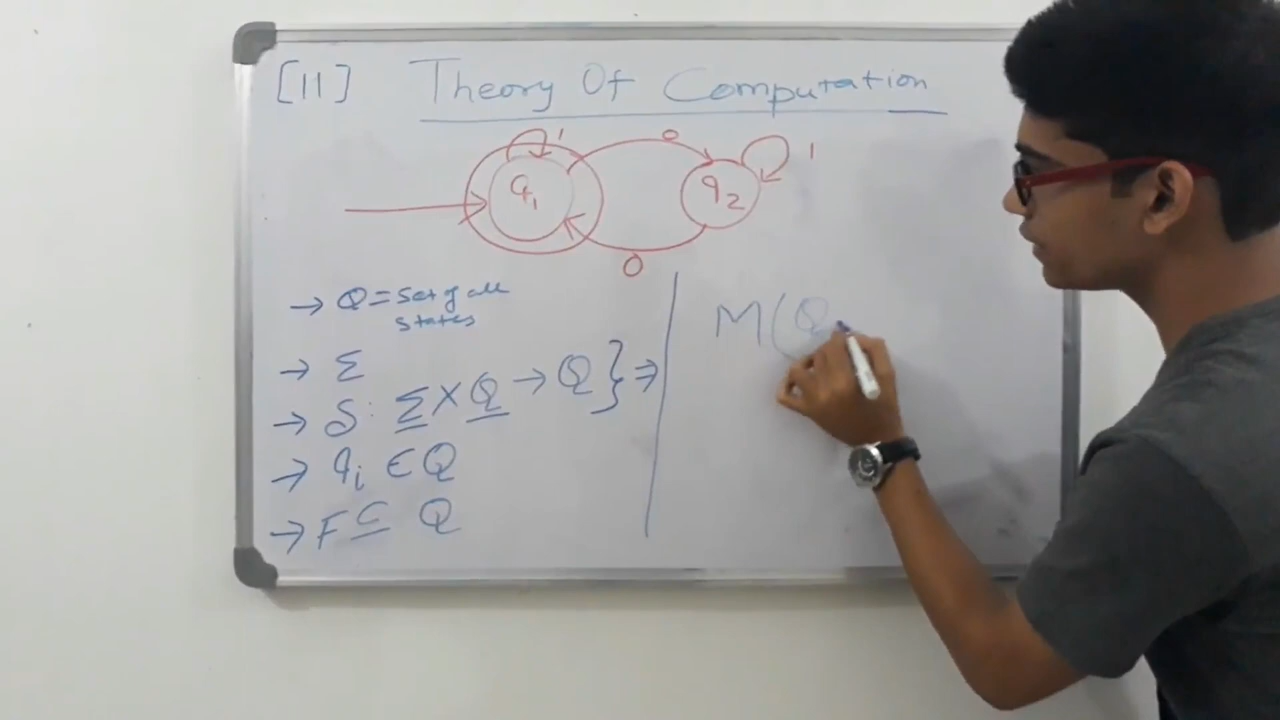 [11] Theory Of Computation
1 0 1
q1 q2
0
→ Q = Set of all
states
→ Σ
→ δ: Σ × Q → Q } ⇒
→ qi ∈ Q
→ F ⊆ Q
M(Q